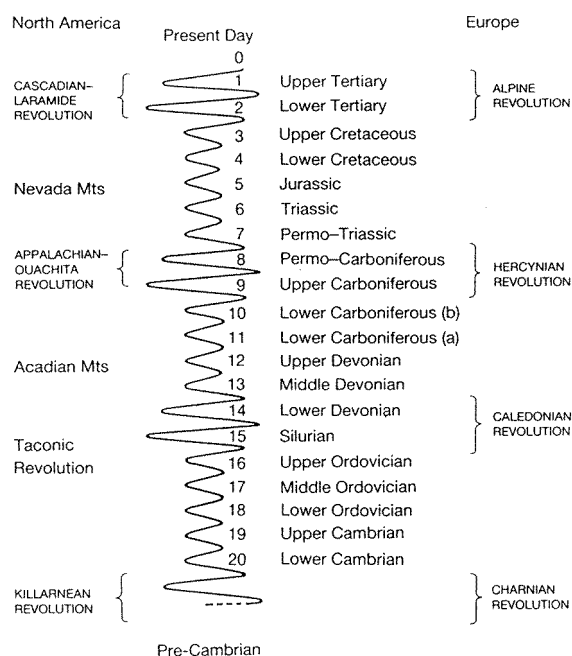 North America
Europe
Present Day
0
1 Upper Tertiary
CASCADIAN–
LARAMIDE
REVOLUTION
ALPINE
REVOLUTION
2 Lower Tertiary
3 Upper Cretaceous
4 Lower Cretaceous
Nevada Mts
5 Jurassic
6 Triassic
7 Permo–Triassic
APPALACHIAN–
OUACHITA
REVOLUTION
8 Permo–Carboniferous
HERCYNIAN
REVOLUTION
9 Upper Carboniferous
10 Lower Carboniferous (b)
11 Lower Carboniferous (a)
Acadian Mts
12 Upper Devonian
13 Middle Devonian
14 Lower Devonian
CALEDONIAN
REVOLUTION
15 Silurian
Taconic
Revolution
16 Upper Ordovician
17 Middle Ordovician
18 Lower Ordovician
19 Upper Cambrian
20 Lower Cambrian
KILLARNEAN
REVOLUTION
CHARNIAN
REVOLUTION
Pre-Cambrian